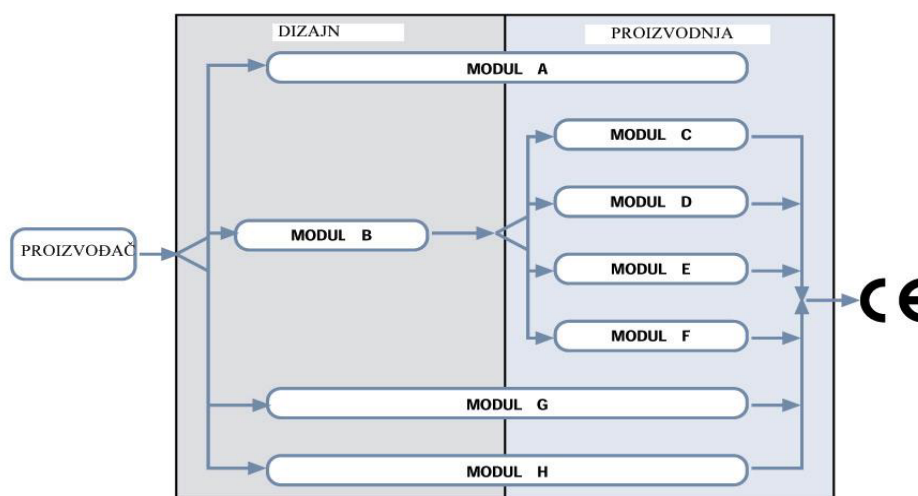 DIZAJN
PROIZVODNJA
MODUL A
MODUL C
MODUL D
PROIZVOĐAČ
MODUL B
MODUL E
MODUL F
MODUL G
MODUL H
CE